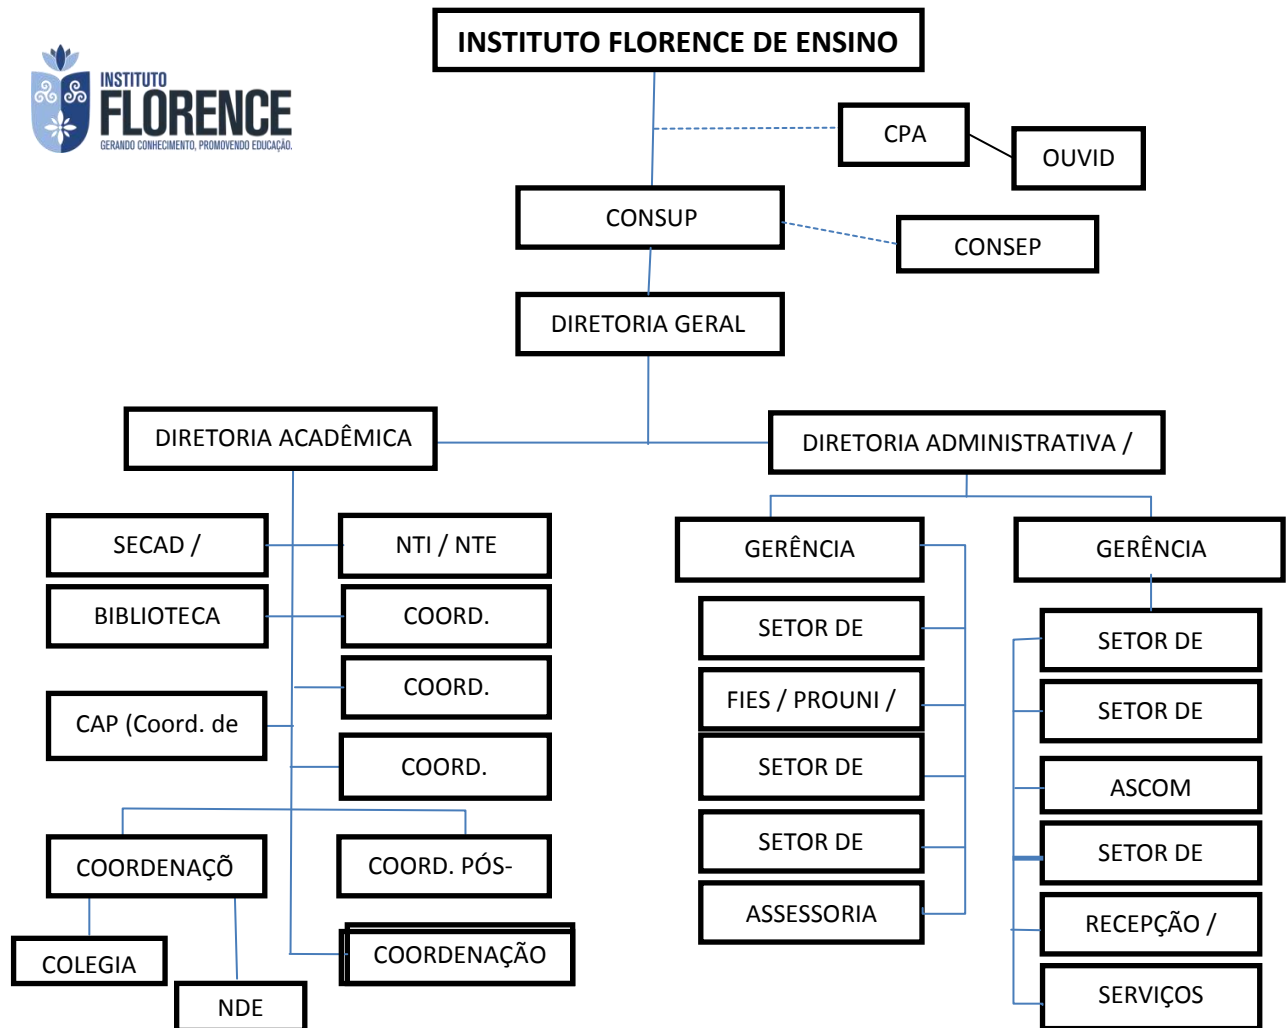 INSTITUTO FLORENCE DE ENSINO
INSTITUTO
FLORENCE
GERANDO CONHECIMENTO, PROMOVENDO EDUCAÇÃO.
CPA
OUVID
CONSUP
CONSEP
DIRETORIA GERAL
DIRETORIA ACADÊMICA
DIRETORIA ADMINISTRATIVA /
SECAD /
NTI / NTE
BIBLIOTECA
COORD.
COORD.
CAP (Coord. de
COORD.
COORDENAÇÕ
COORD. PÓS-
COLEGIA
NDE
COORDENAÇÃO
GERÊNCIA
SETOR DE
FIES / PROUNI /
SETOR DE
SETOR DE
ASSESSORIA
GERÊNCIA
SETOR DE
SETOR DE
ASCOM
SETOR DE
RECEPÇÃO /
SERVIÇOS